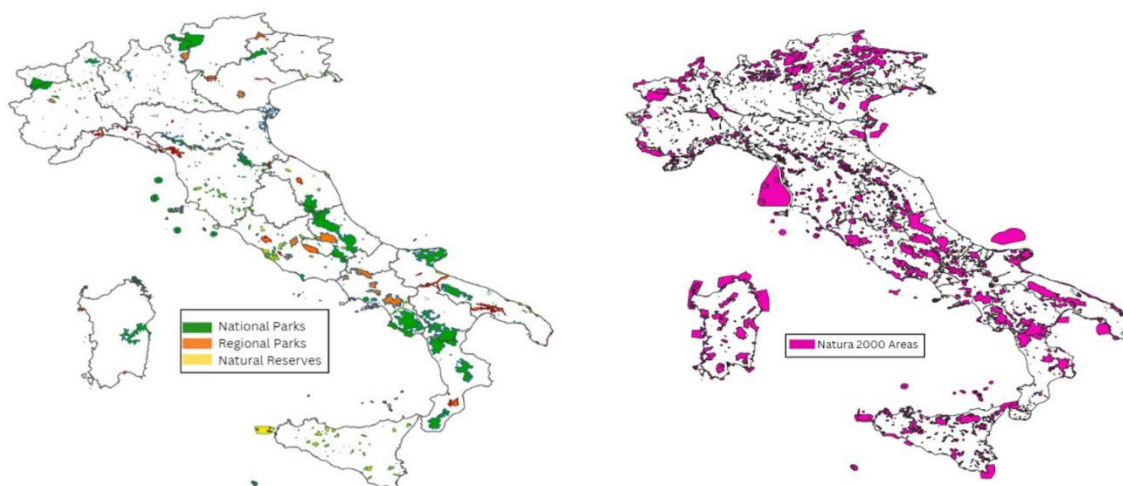 National Parks
Regional Parks
Natural Reserves
Natura 2000 Areas